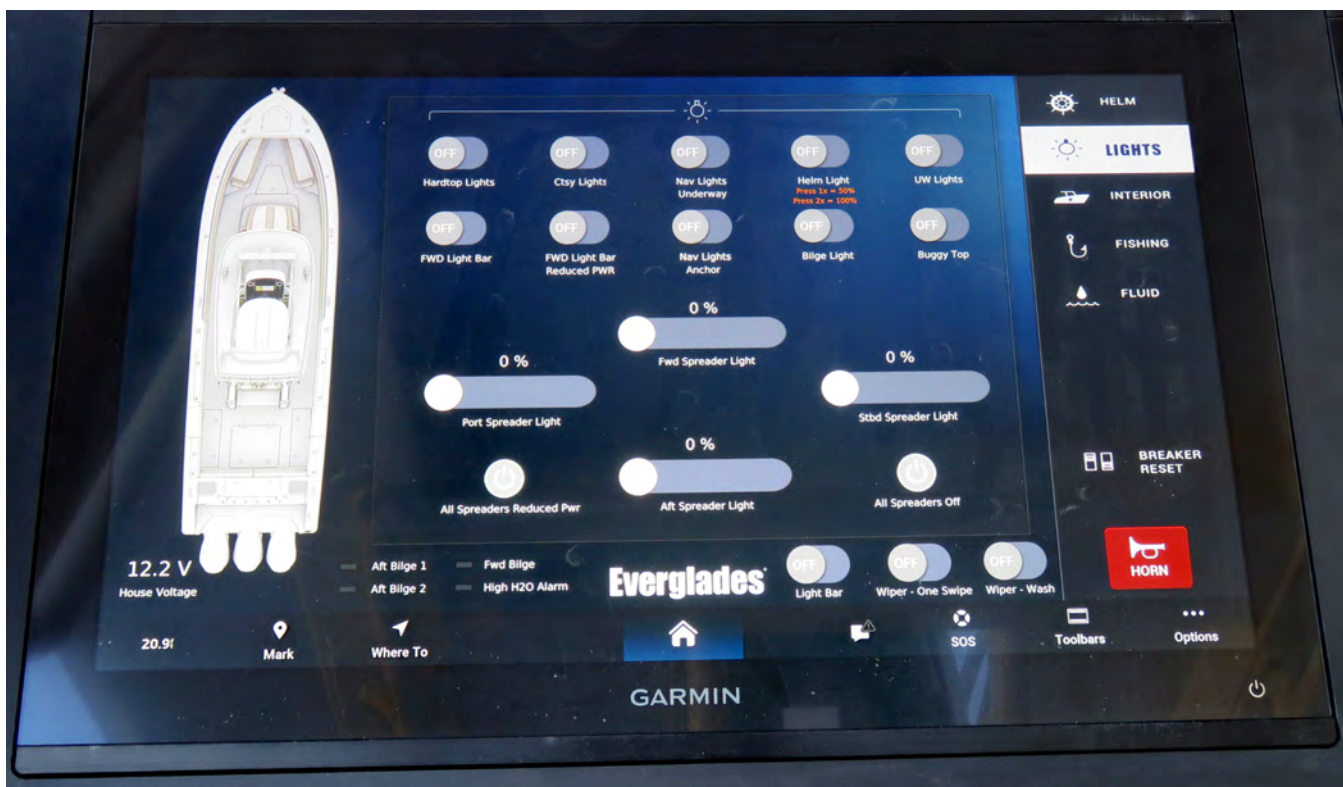 HELM
LIGHTS
INTERIOR
FISHING
FLUID
BREAKER
RESET
HORN
OFF
Hardtop Lights
OFF
Ctsy Lights
OFF
Nav Lights
Underway
OFF
Helm Light
Press 1x = 50%
Press 2x = 100%
OFF
UW Lights
OFF
FWD Light Bar
OFF
FWD Light Bar
Reduced PWR
OFF
Nav Lights
Anchor
OFF
Bilge Light
OFF
Buggy Top
0 %
Fwd Spreader Light
0 %
Port Spreader Light
0 %
Stbd Spreader Light
0 %
Aft Spreader Light
All Spreaders Reduced Pwr
All Spreaders Off
12.2 V
House Voltage
Aft Bilge 1
Fwd Bilge
Aft Bilge 2
High H2O Alarm
Everglades
OFF
Light Bar
OFF
Wiper - One Swipe
OFF
Wiper - Wash
Mark
Where To
SOS
Toolbars
Options
GARMIN